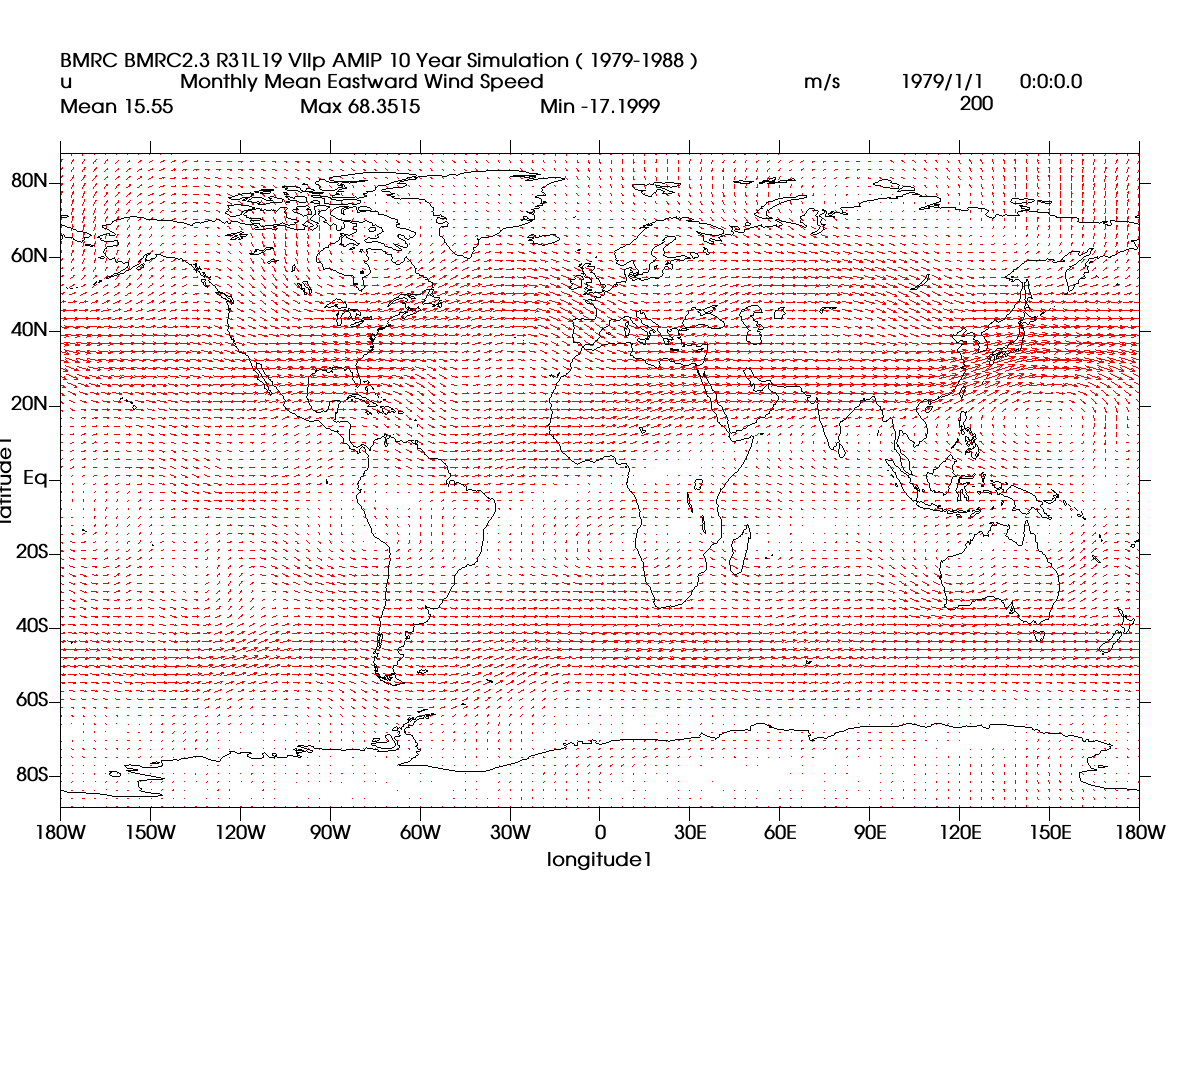 BMRC BMRC2.3 R31L19 VIIp AMIP 10 Year Simulation ( 1979-1988 )
u Monthly Mean Eastward Wind Speed m/s 1979/1/1 0:0:0.0
Mean 15.55 Max 68.3515 Min -17.1999 200
80N
60N
40N
20N
Eq
20S
40S
60S
80S
latitude1
180W 150W 120W 90W 60W 30W 0 30E 60E 90E 120E 150E 180W
longitude1